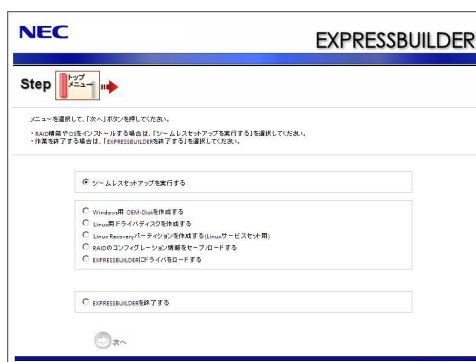 NEC
EXPRESSBUILDER
Step トップメニュー
メニューを選択して、「次へ」ボタンを押してください。
・RAID構築やOSをインストールする場合は、「シームレスセットアップを実行する」を選択してください。
・作業を終了する場合は、「EXPRESSBUILDERを終了する」を選択してください。
シームレスセットアップを実行する
Windows用 OEM-Diskを作成する
Linux用ドライバディスクを作成する
Linux Recoveryパーティションを作成する(Linuxサービスセット用)
RAIDのコンフィグレーション情報をセーブ/ロードする
EXPRESSBUILDERにドライバをロードする
EXPRESSBUILDERを終了する
次へ